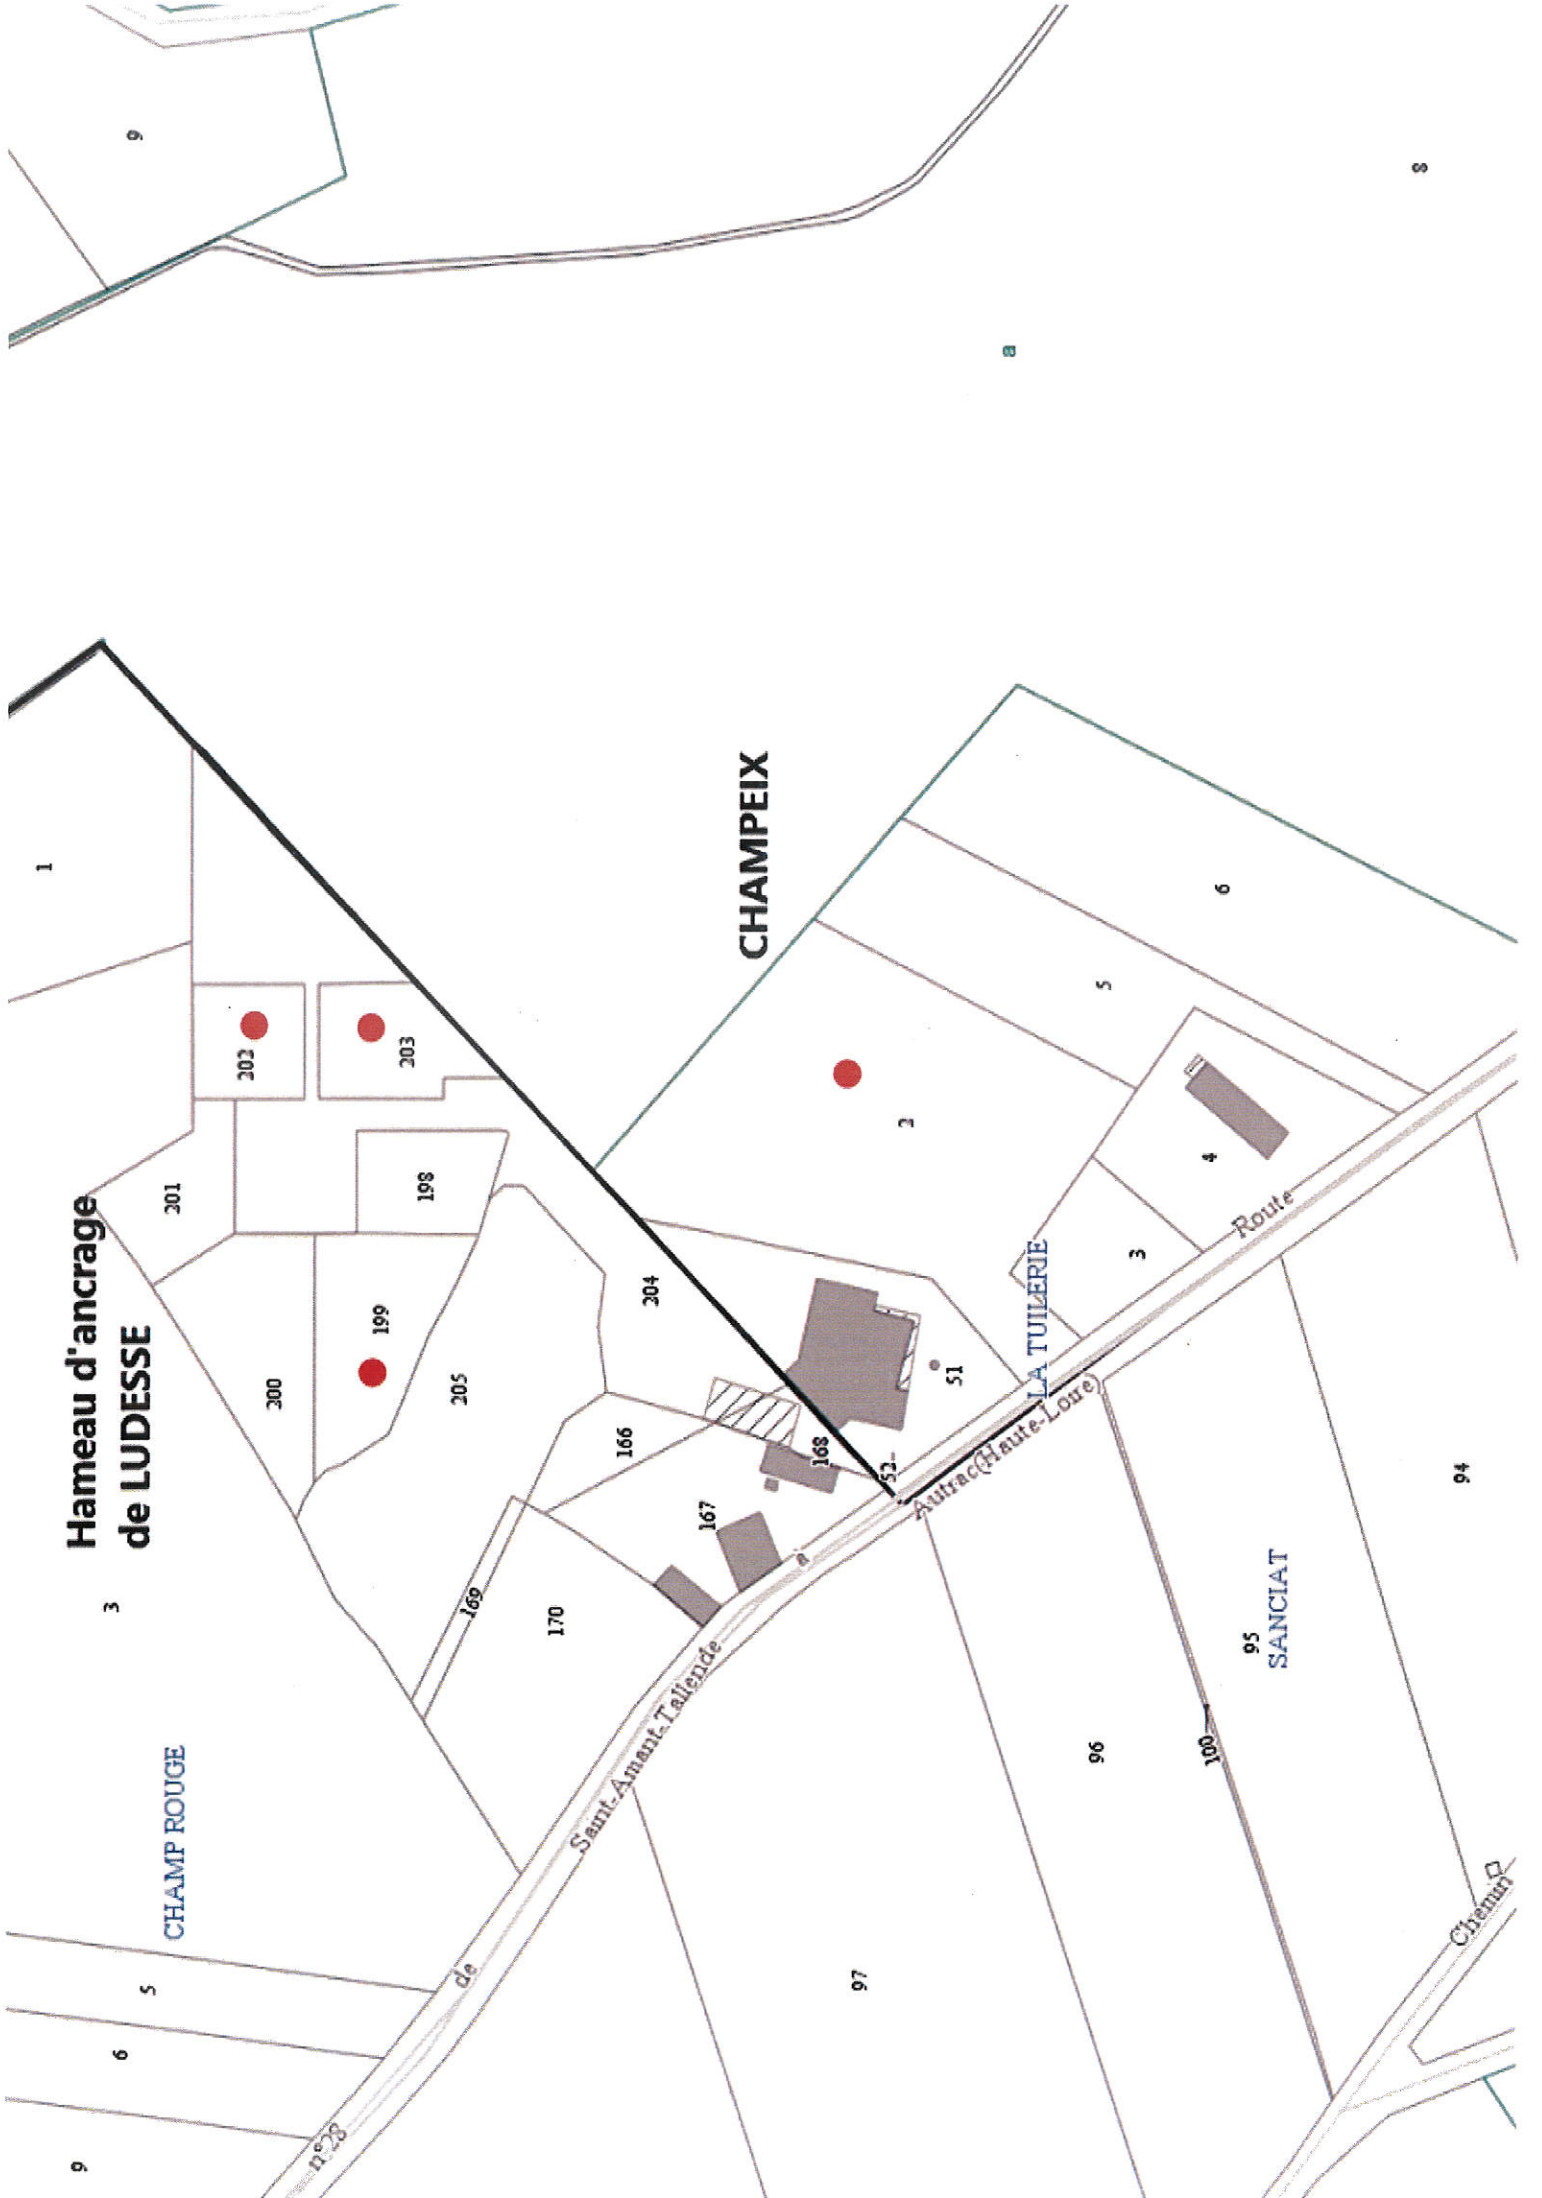 1
9
Hameau d'ancrage
de LUDESSE
3
6
9
5
201
CHAMP ROUGE
202
200
n°28
199
203
198
205
de
169
170
166
204
Saint-Amant-Tallende
167
CHAMPEIX
à
168
97
52
2
51
Autrac(Haute-Loire)
a
LA TUILERIE
96
5
3
100
4
6
95
SANCIAT
Route
8
94
Chemin